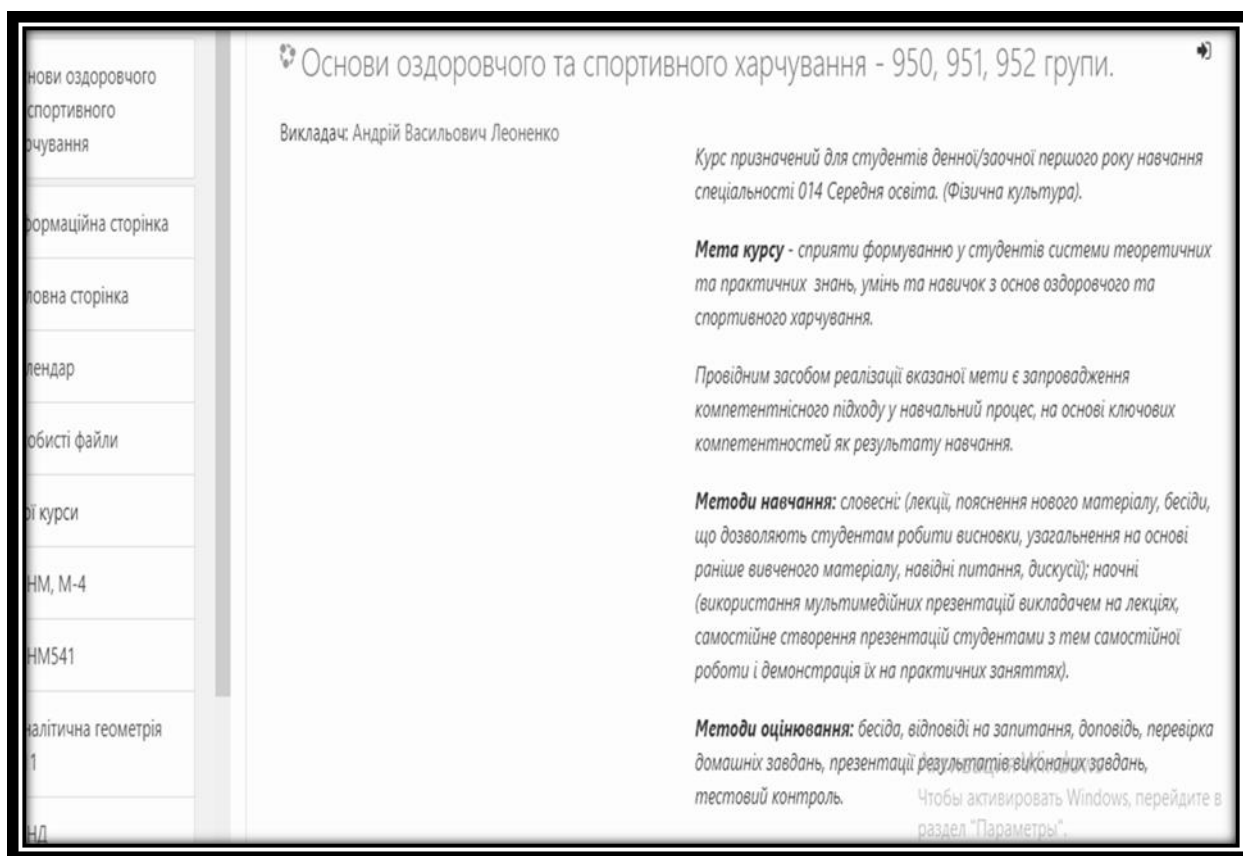 нови оздоровчого
спортивного
рчування
формаційна сторінка
ловна сторінка
лендар
обисті файли
ої курси
НМ, М-4
НМ541
налітична геометрія
1
НД
Основи оздоровчого та спортивного харчування - 950, 951, 952 групи.
Викладач: Андрій Васильович Леоненко
Курс призначений для студентів денної/заочної першого року навчання
спеціальності 014 Середня освіта. (Фізична культура).
Мета курсу - сприяти формуванню у студентів системи теоретичних
та практичних знань, умінь та навичок з основ оздоровчого та
спортивного харчування.
Провідним засобом реалізації вказаної мети є запровадження
компетентнісного підходу у навчальний процес, на основі ключових
компетентностей як результату навчання.
Методи навчання: словесні: (лекції, пояснення нового матеріалу, бесіди,
що дозволяють студентам робити висновки, узагальнення на основі
раніше вивченого матеріалу, навідні питання, дискусії); наочні
(використання мультимедійних презентацій викладачем на лекціях,
самостійне створення презентацій студентами з тем самостійної
роботи і демонстрація їх на практичних заняттях).
Методи оцінювання: бесіда, відповіді на запитання, доповідь, перевірка
домашніх завдань, презентації результатів виконаних завдань,
тестовий контроль.
Активация Windows
Чтобы активировать Windows, перейдите в
раздел "Параметры".